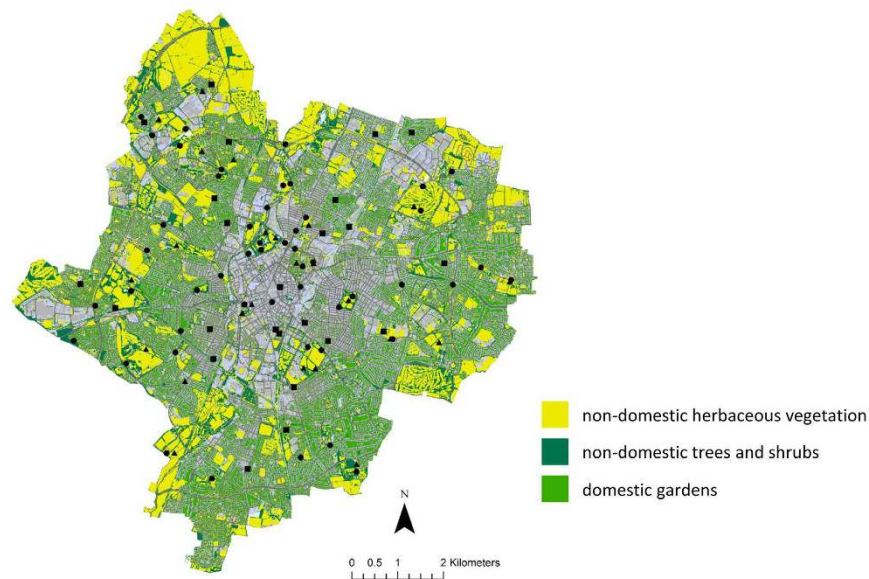 non-domestic herbaceous vegetation
non-domestic trees and shrubs
domestic gardens
N
0 0.5 1 2 Kilometers